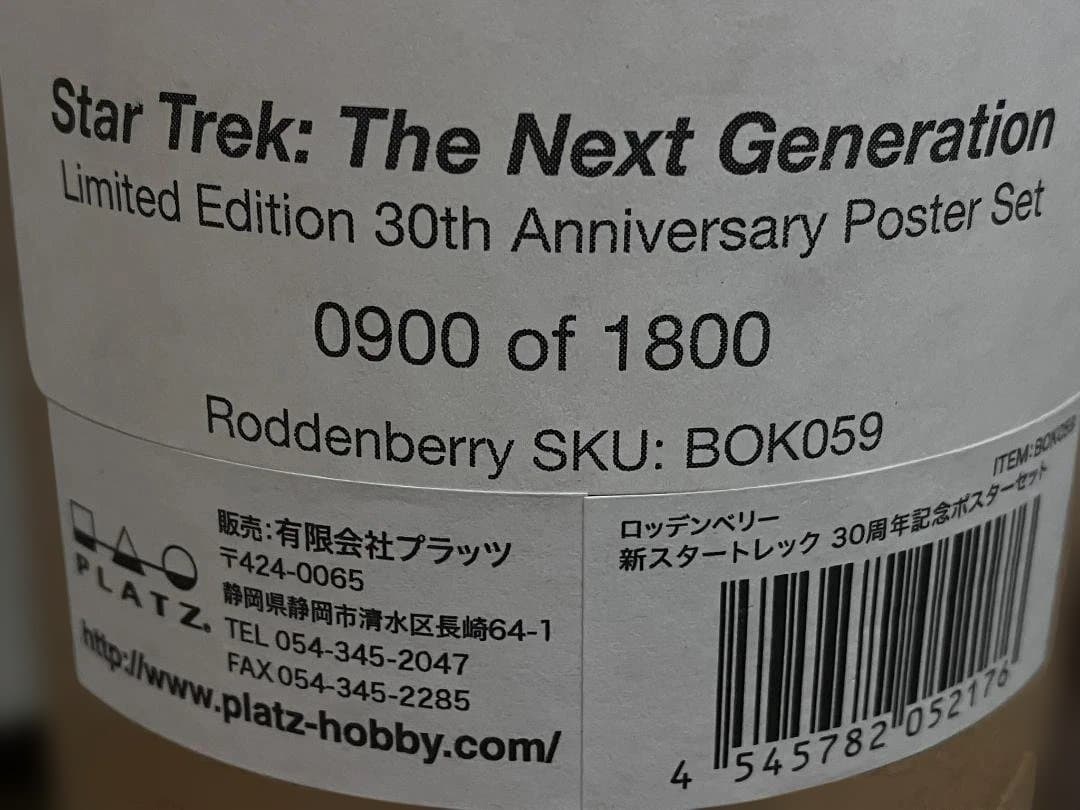 Star Trek: The Next Generation
Limited Edition 30th Anniversary Poster Set
0900 of 1800
Roddenberry SKU: BOK059
PLATZ.
販売：有限会社プラッツ
〒424-0065
静岡県静岡市清水区長崎64-1
TEL 054-345-2047
FAX 054-345-2285
http://www.platz-hobby.com/
ITEM:BOK059
ロッデンベリー
新スタートレック 30周年記念ポスターセット
4 545782 052176